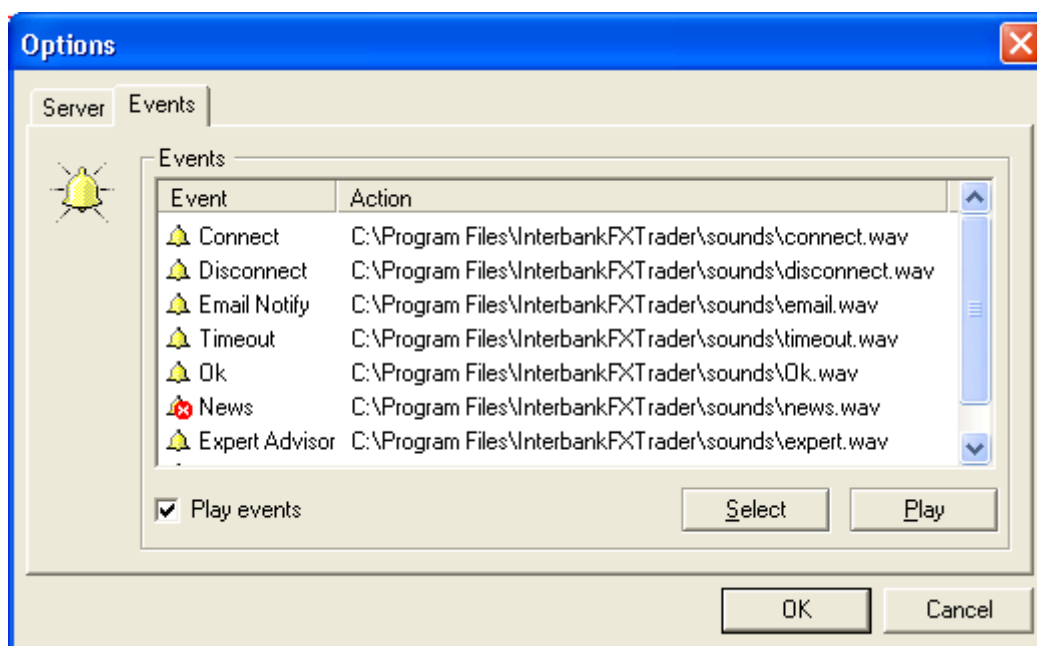 Options
Server Events
Events
Event Action
Connect C:\Program Files\InterbankFXTrader\sounds\connect.wav
Disconnect C:\Program Files\InterbankFXTrader\sounds\disconnect.wav
Email Notify C:\Program Files\InterbankFXTrader\sounds\email.wav
Timeout C:\Program Files\InterbankFXTrader\sounds\timeout.wav
Ok C:\Program Files\InterbankFXTrader\sounds\Ok.wav
News C:\Program Files\InterbankFXTrader\sounds\news.wav
Expert Advisor C:\Program Files\InterbankFXTrader\sounds\expert.wav
Play events Select Play
OK Cancel